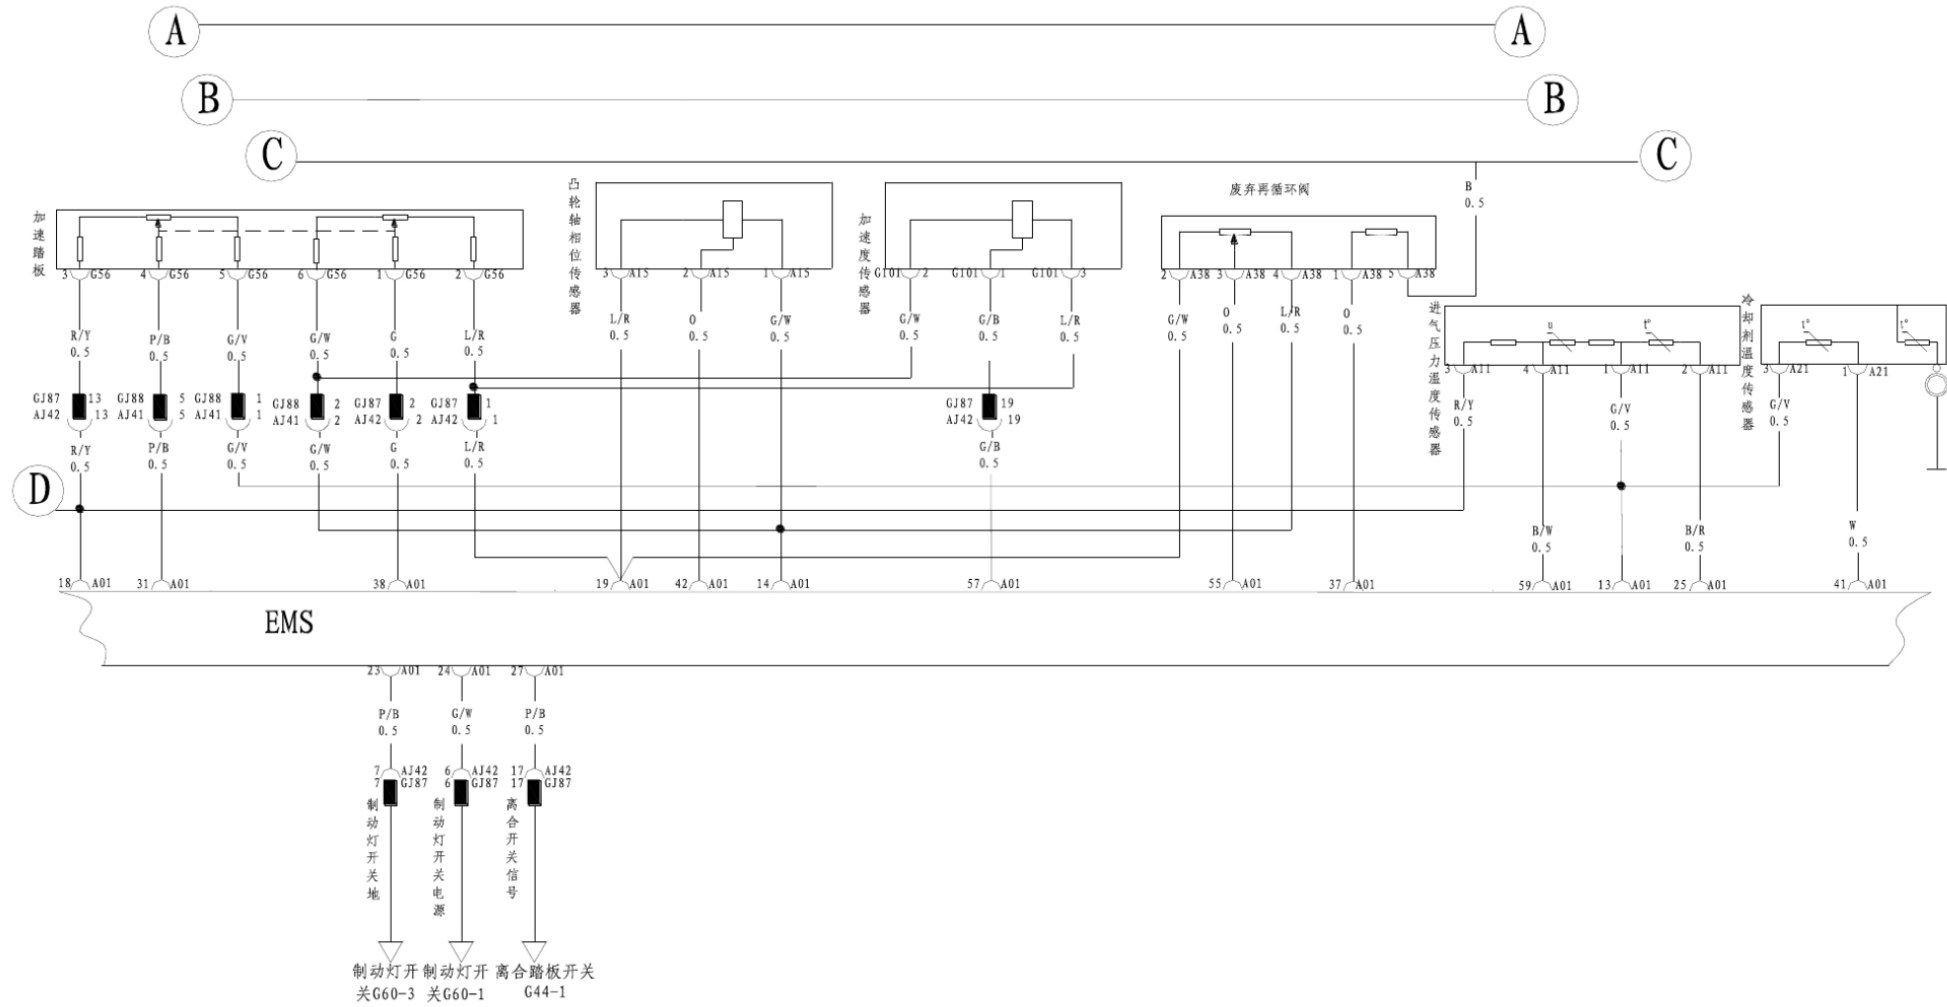 A A
B B
C C
B
0.5
加速踏板
3 G56 4 G56 5 G56 6 G56 1 G56 2 G56
凸轮轴相位传感器
3 A15 2 A15 1 A15
加速度传感器
G101 2 G101 1 G101 3
废弃再循环阀
2 A38 3 A38 4 A38 1 A38 5 A38
进气压力温度传感器
u t°
3 A11 4 A11 1 A11 2 A11
冷却剂温度传感器
t° t°
3 A21 1 A21
R/Y P/B G/V G/W G L/R
0.5 0.5 0.5 0.5 0.5 0.5
L/R O G/W
0.5 0.5 0.5
G/W G/B L/R
0.5 0.5 0.5
G/W O L/R O
0.5 0.5 0.5 0.5
GJ87 13 GJ88 5 GJ88 1 GJ88 2 GJ87 2 GJ87 1 GJ87 19
AJ42 13 AJ41 5 AJ41 1 AJ41 2 AJ42 2 AJ42 1 AJ42 19
R/Y G/V G/V
0.5 0.5 0.5
R/Y P/B G/V G/W G L/R G/B
0.5 0.5 0.5 0.5 0.5 0.5 0.5
D
B/W B/R W
0.5 0.5 0.5
18 A01 31 A01 38 A01 19 A01 42 A01 14 A01 57 A01 55 A01 37 A01 59 A01 13 A01 25 A01 41 A01
EMS
23 A01 24 A01 27 A01
P/B G/W P/B
0.5 0.5 0.5
7 AJ42 6 AJ42 17 AJ42
7 GJ87 6 GJ87 17 GJ87
制动灯开关地
制动灯开关电源
离合开关信号
制动灯开 制动灯开 离合踏板开关
关G60-3 关G60-1 G44-1